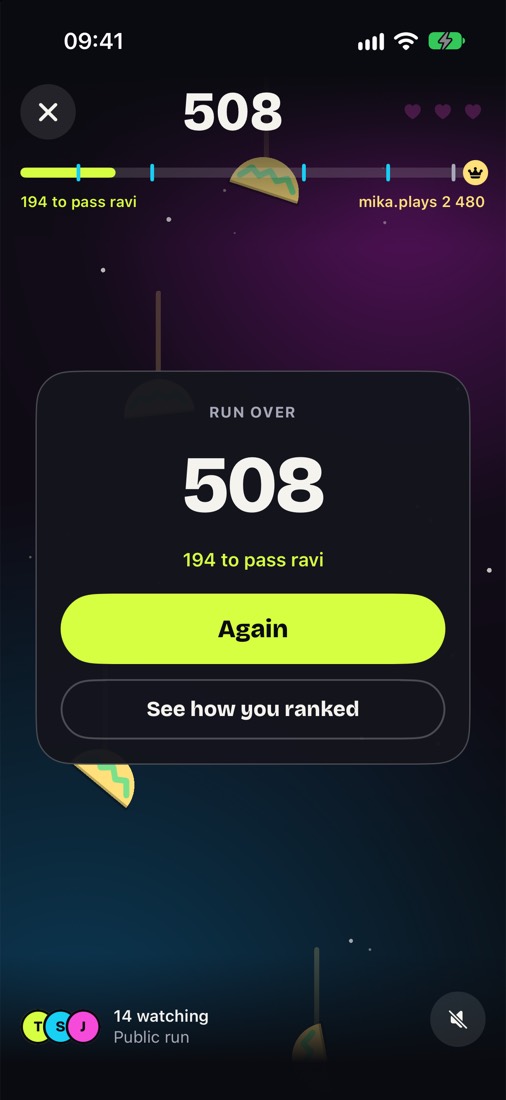 09:41
508
194 to pass ravi
mika.plays 2 480
RUN OVER
508
194 to pass ravi
Again
See how you ranked
T S J
14 watching
Public run